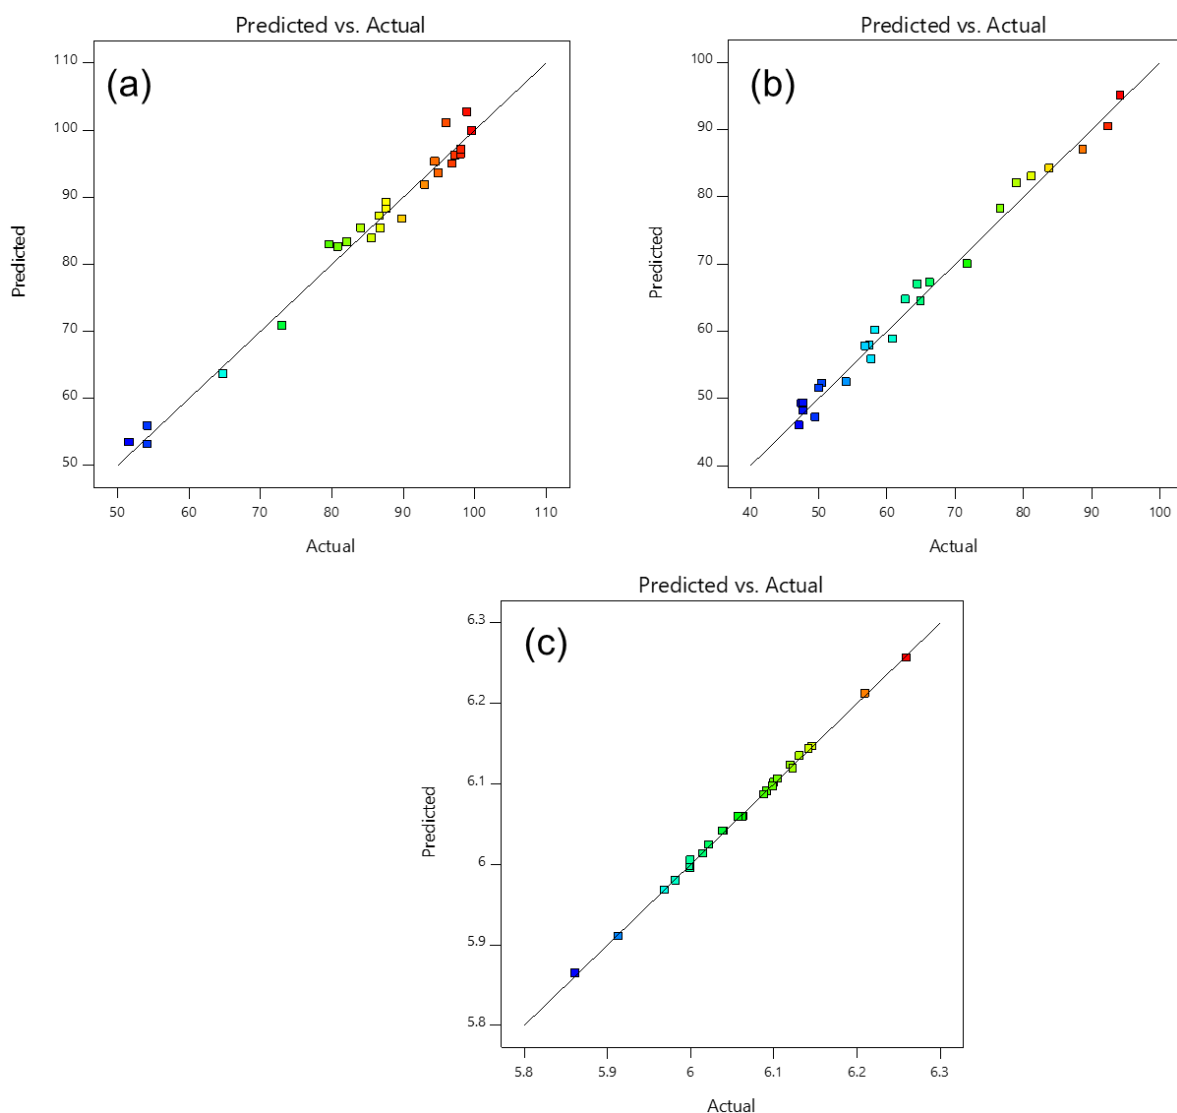 Predicted vs. Actual
(a)
110
100
90
80
70
60
50
Predicted
50 60 70 80 90 100 110
Actual
Predicted vs. Actual
(b)
100
90
80
70
60
50
40
Predicted
40 50 60 70 80 90 100
Actual
Predicted vs. Actual
(c)
6.3
6.2
6.1
6
5.9
5.8
Predicted
5.8 5.9 6 6.1 6.2 6.3
Actual